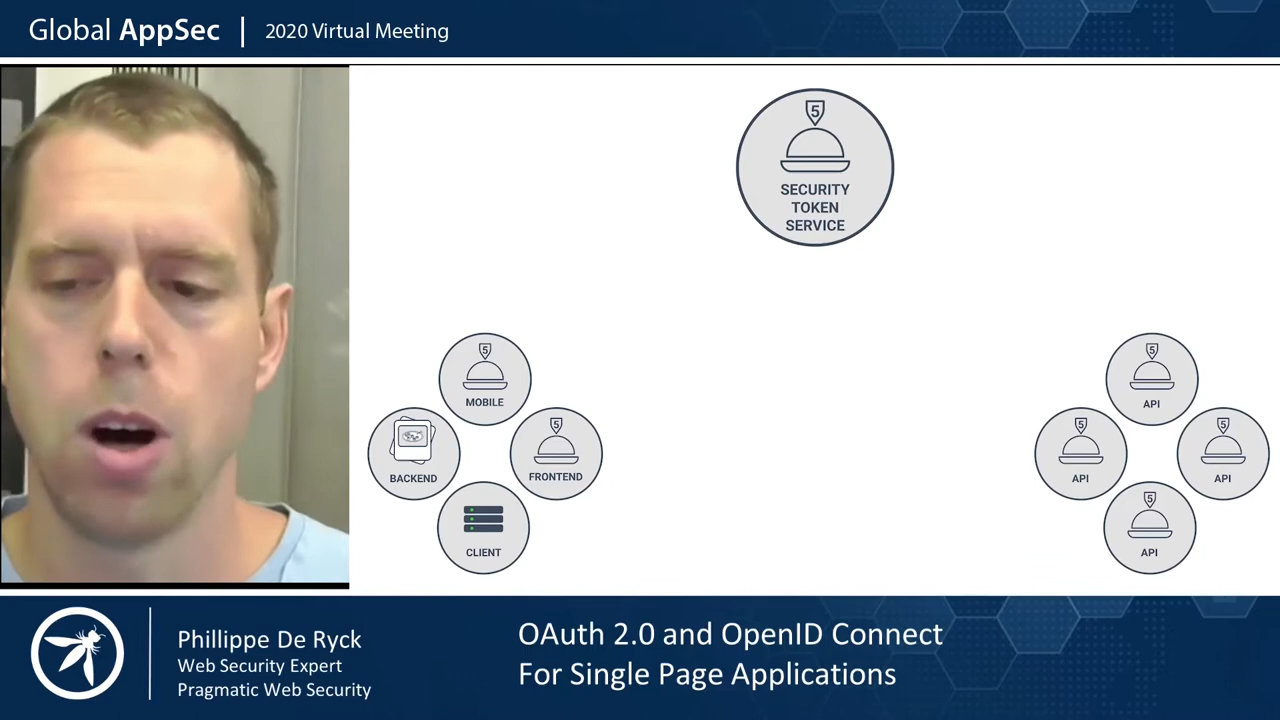 Global AppSec | 2020 Virtual Meeting
5
SECURITY
TOKEN
SERVICE
5
MOBILE
BACKEND
5
FRONTEND
CLIENT
5
API
5
API
5
API
5
API
Phillippe De Ryck
Web Security Expert
Pragmatic Web Security
OAuth 2.0 and OpenID Connect
For Single Page Applications